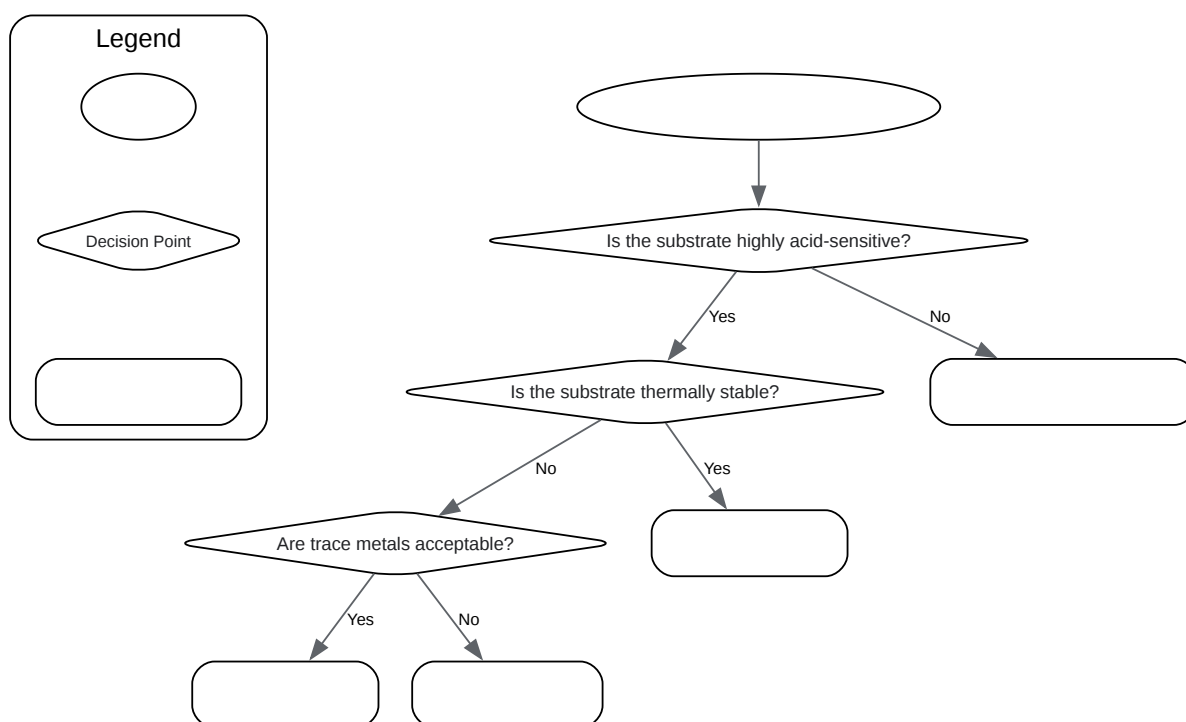 Legend
Decision Point
Is the substrate highly acid-sensitive?
Yes
No
Is the substrate thermally stable?
No
Yes
Are trace metals acceptable?
Yes
No